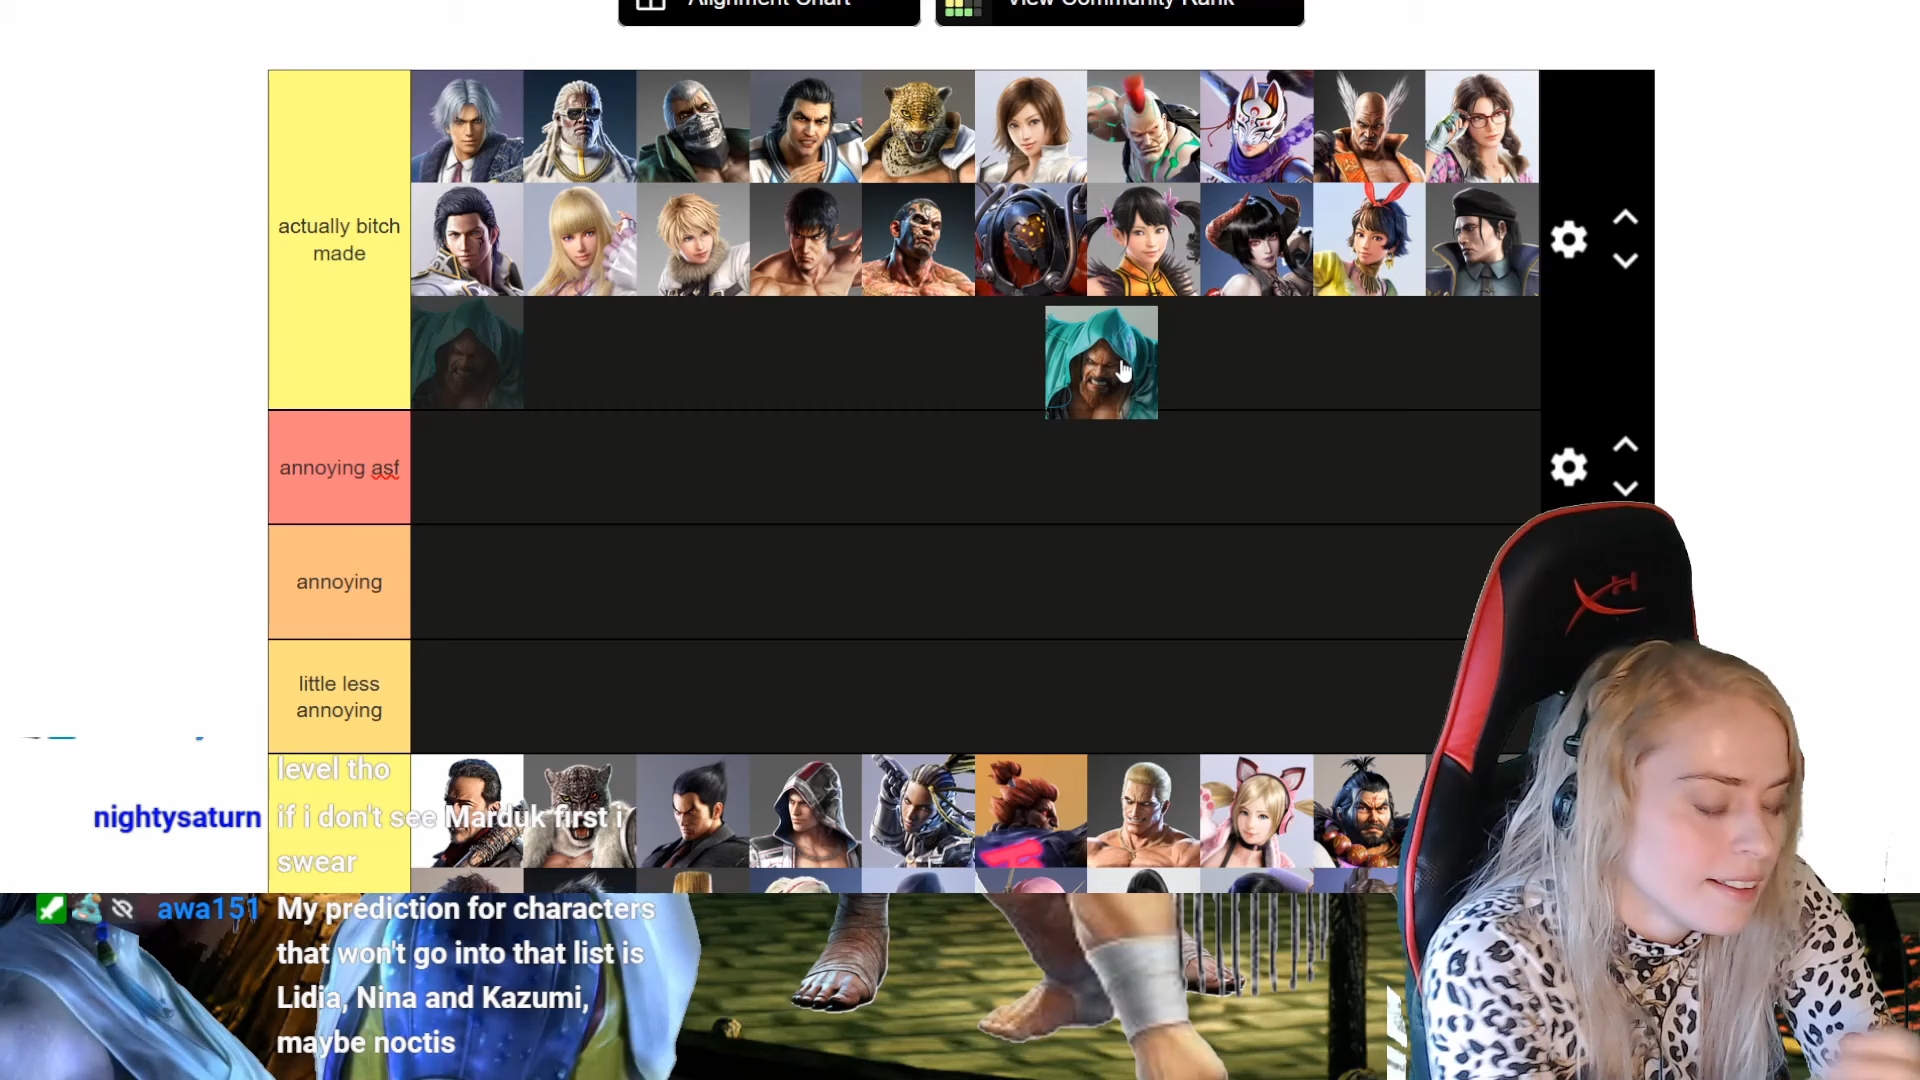 Alignment Chart
View Community Rank
actually bitch
made
annoying asf
annoying
little less
annoying
level tho
nightysaturn if i don't see Marduk first i
swear
awa151 My prediction for characters
that won't go into that list is
Lidia, Nina and Kazumi,
maybe noctis